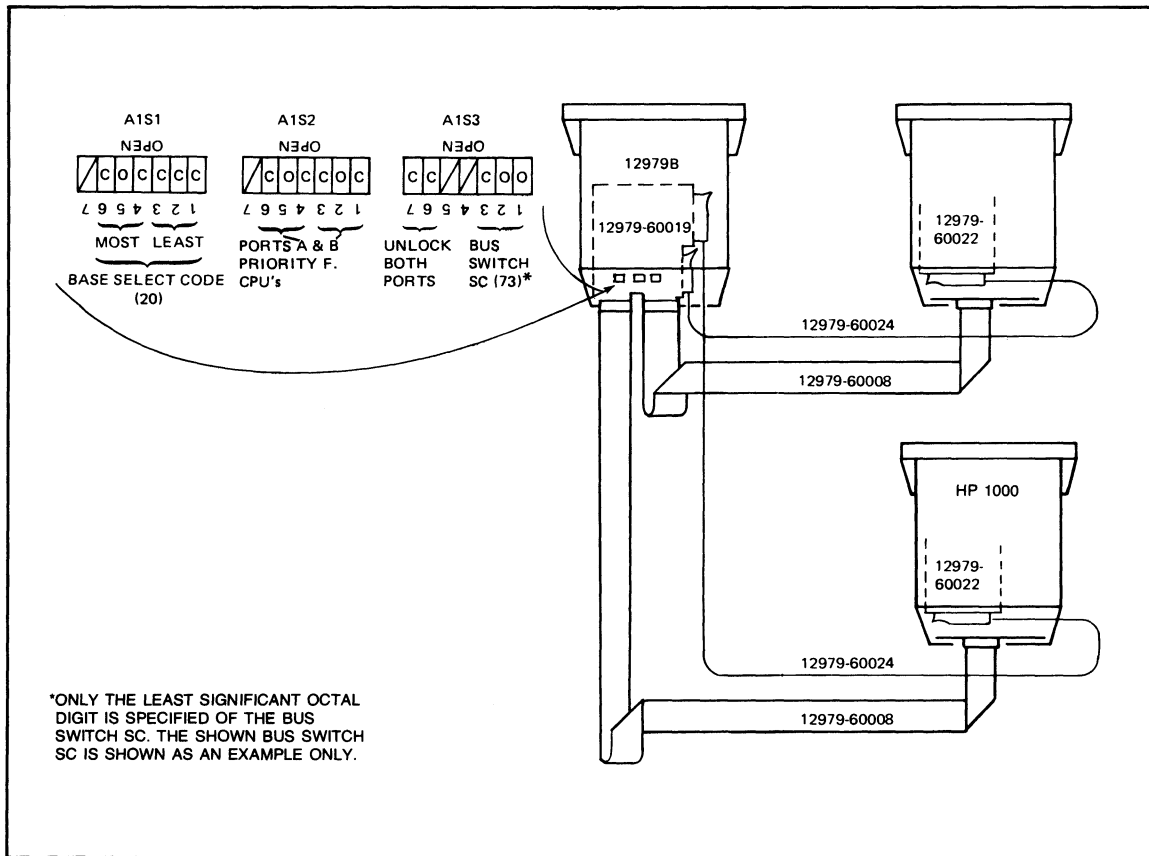 A1S1
OPEN
C O C C C C
7 6 5 4 3 2 1
MOST LEAST
BASE SELECT CODE
(20)
A1S2
OPEN
C O C C O C
7 6 5 4 3 2 1
PORTS A & B
PRIORITY F.
CPU's
A1S3
OPEN
C C C O O
7 6 5 4 3 2 1
UNLOCK
BOTH
PORTS
BUS
SWITCH
SC (73)*
12979B
12979-60019
12979-
60022
12979-60024
12979-60008
HP 1000
12979-
60022
12979-60024
12979-60008
*ONLY THE LEAST SIGNIFICANT OCTAL
DIGIT IS SPECIFIED OF THE BUS
SWITCH SC. THE SHOWN BUS SWITCH
SC IS SHOWN AS AN EXAMPLE ONLY.